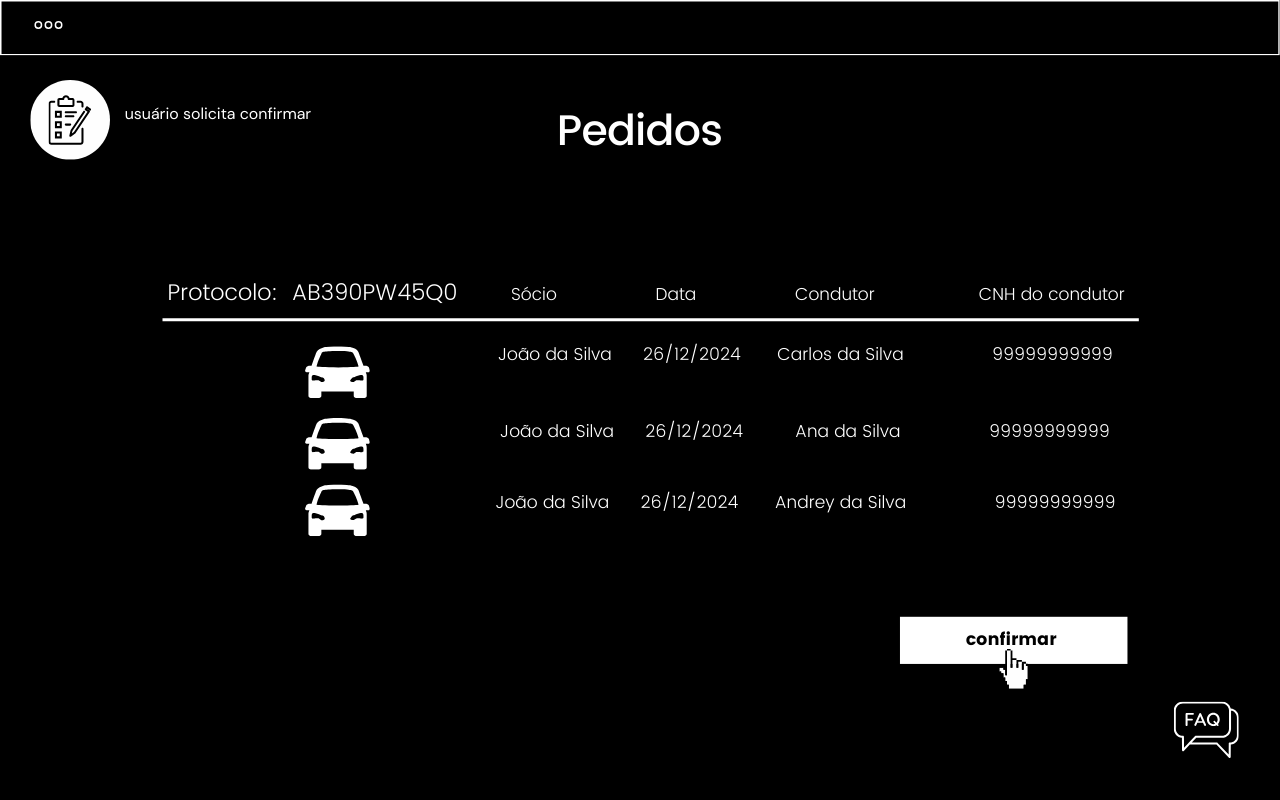 usuário solicita confirmar
Pedidos
Protocolo: AB390PW45Q0 Sócio Data Condutor CNH do condutor
João da Silva 26/12/2024 Carlos da Silva 99999999999
João da Silva 26/12/2024 Ana da Silva 99999999999
João da Silva 26/12/2024 Andrey da Silva 99999999999
confirmar
FAQ